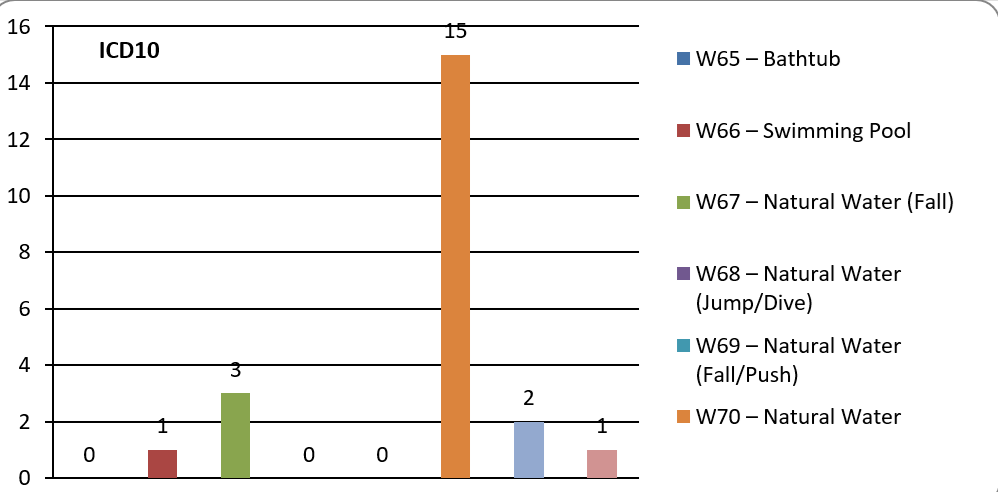 16
14
12
10
8
6
4
2
0
ICD10
0
1
3
0
0
15
2
1
W65 – Bathtub
W66 – Swimming Pool
W67 – Natural Water (Fall)
W68 – Natural Water
(Jump/Dive)
W69 – Natural Water
(Fall/Push)
W70 – Natural Water